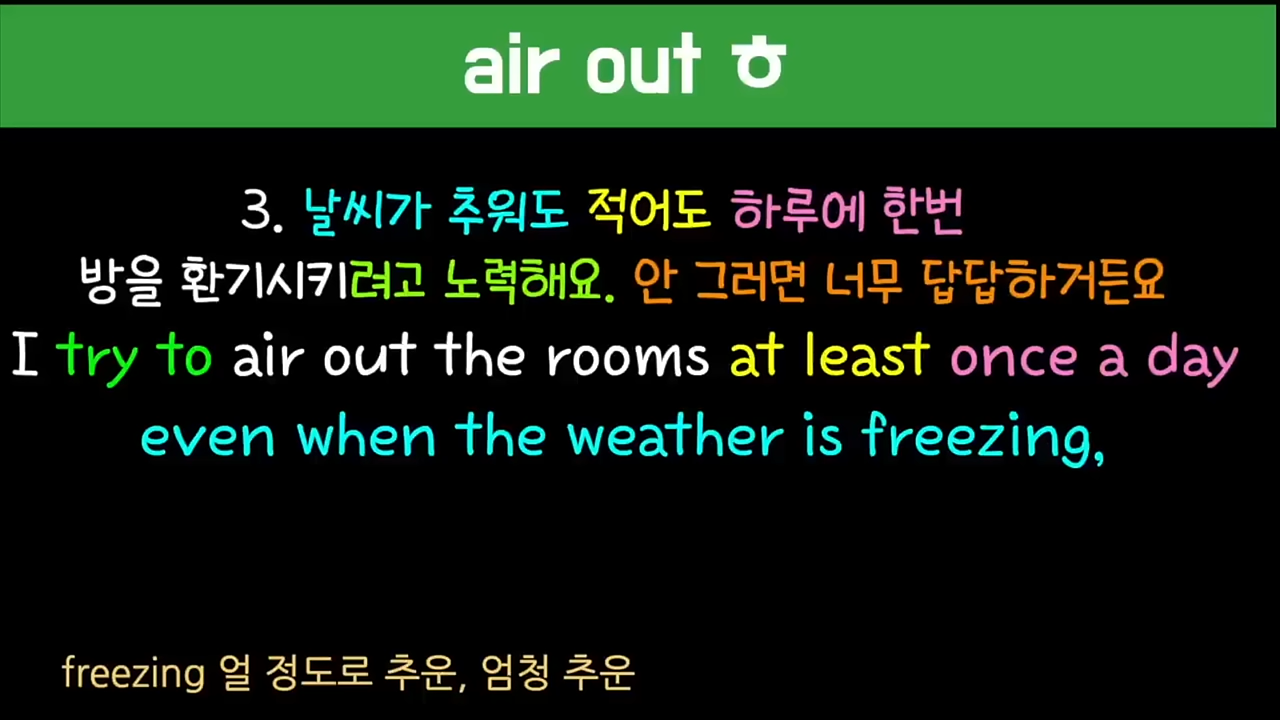 air out ㅎ
3. 날씨가 추워도 적어도 하루에 한번
방을 환기시키려고 노력해요. 안 그러면 너무 답답하거든요
I try to air out the rooms at least once a day
even when the weather is freezing,
freezing 얼 정도로 추운, 엄청 추운